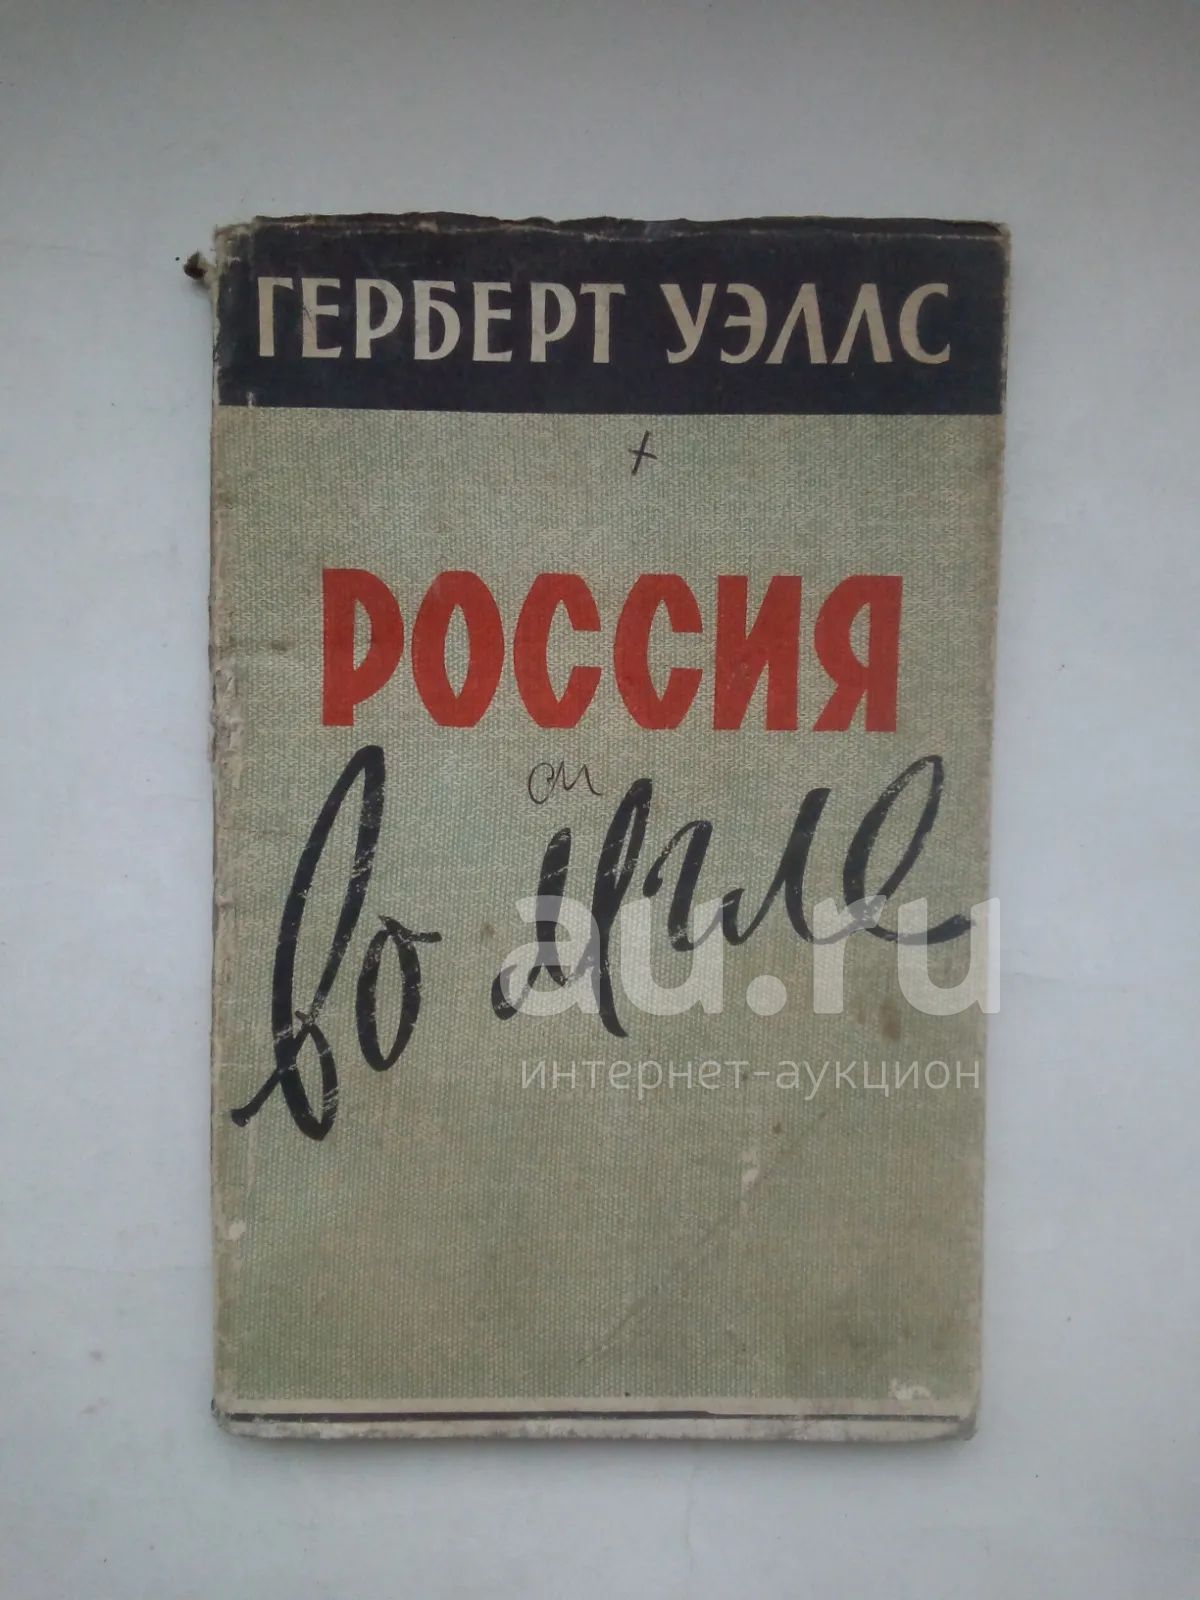 ГЕРБЕРТ УЭЛЛС
+
РОССИЯ
во мгле
au.ru
интернет-аукцион